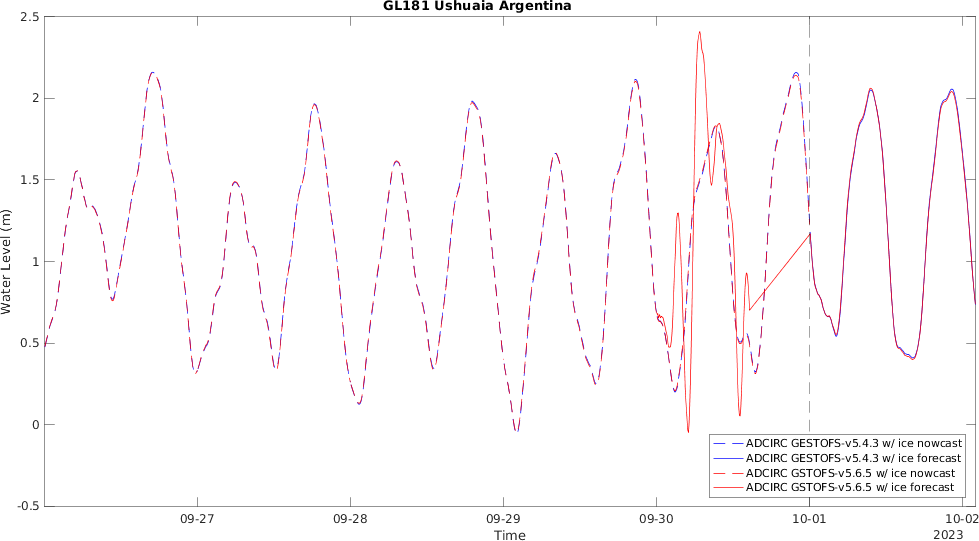 GL181 Ushuaia Argentina
2.5
2
1.5
1
0.5
0
-0.5
Water Level (m)
ADCIRC GESTOFS-v5.4.3 w/ ice nowcast
ADCIRC GESTOFS-v5.4.3 w/ ice forecast
ADCIRC GSTOFS-v5.6.5 w/ ice nowcast
ADCIRC GSTOFS-v5.6.5 w/ ice forecast
09-27 09-28 09-29 09-30 10-01 10-02
Time
2023